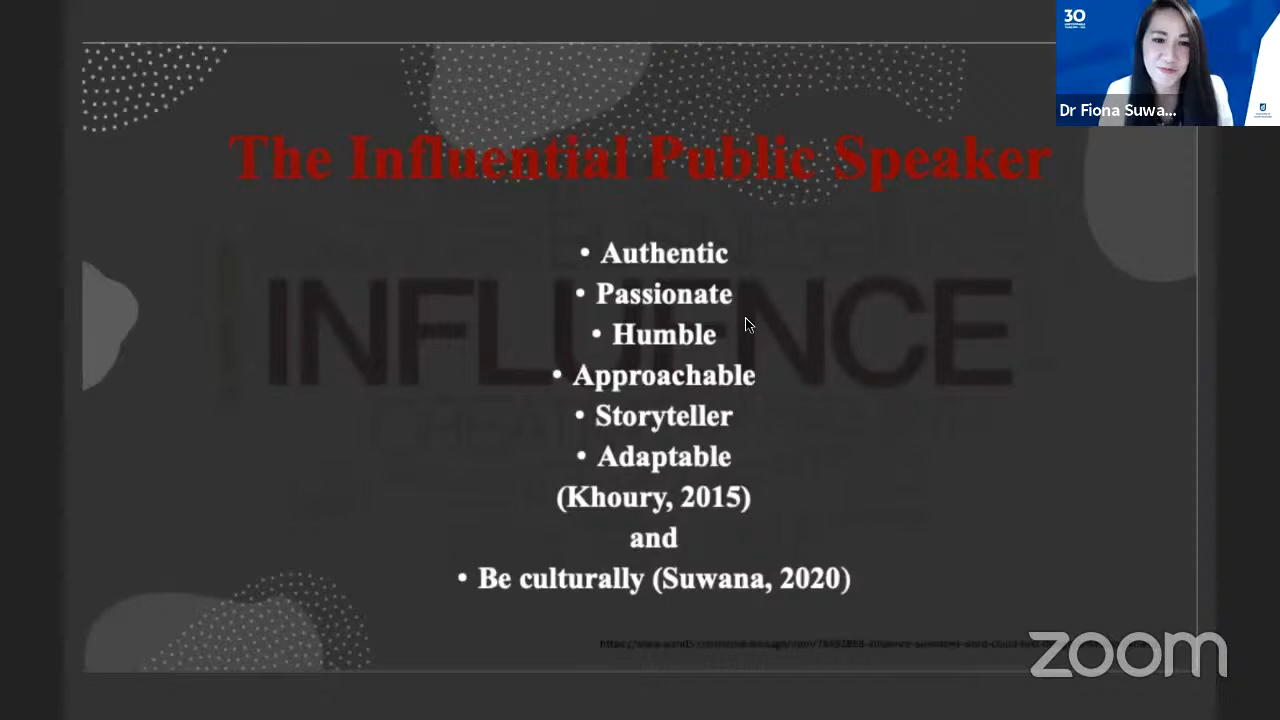 30
Dr Fiona Suwa...
The Influential Public Speaker
INFLUENCE
• Authentic
• Passionate
• Humble
• Approachable
• Storyteller
• Adaptable
(Khoury, 2015)
and
• Be culturally (Suwana, 2020)
zoom